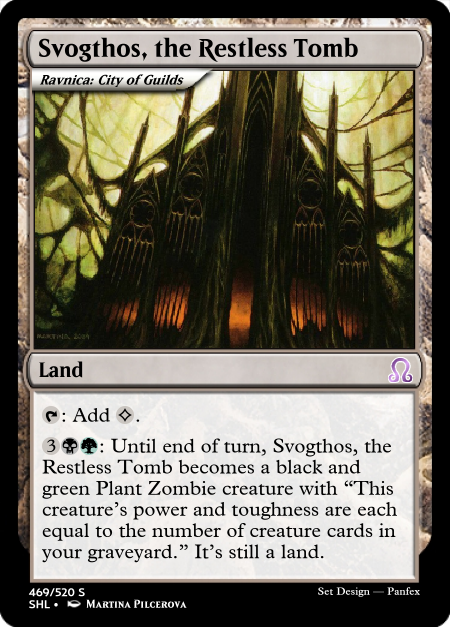 Svogthos, the Restless Tomb
Ravnica: City of Guilds
MARTINA, 2004
Land
: Add .
3: Until end of turn, Svogthos, the
Restless Tomb becomes a black and
green Plant Zombie creature with “This
creature’s power and toughness are each
equal to the number of creature cards in
your graveyard.” It’s still a land.
469/520 S
Set Design — Panfex
SHL • Martina Pilcerova